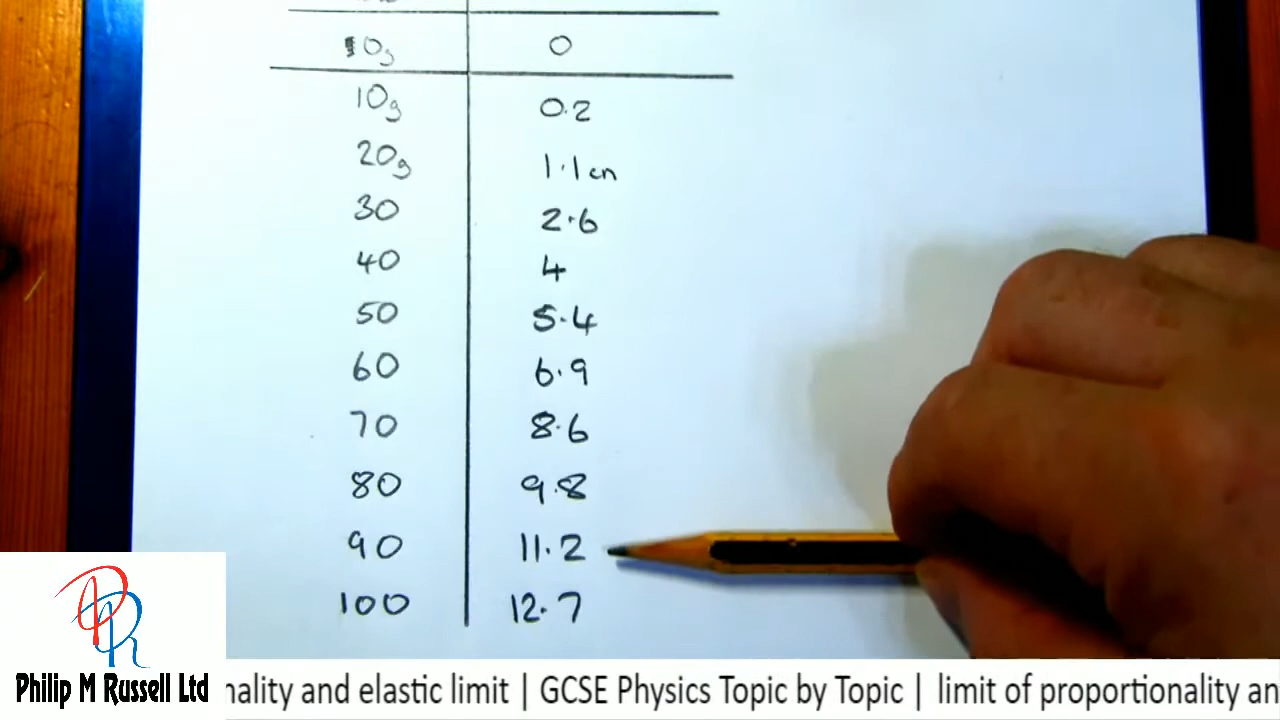 0g 0
10g 0.2
20g 1.1cm
30 2.6
40 4
50 5.4
60 6.9
70 8.6
80 9.8
90 11.2
100 12.7
Philip M Russell Ltd
nality and elastic limit | GCSE Physics Topic by Topic | limit of proportionality an